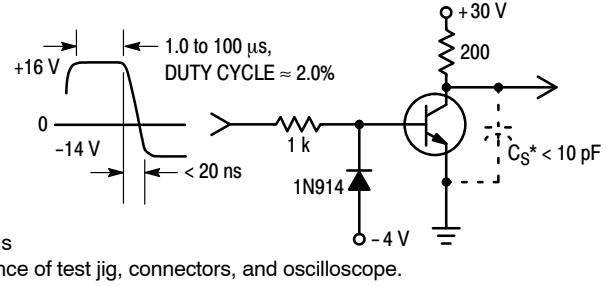 +30 V
1.0 to 100 μs,
DUTY CYCLE ≈ 2.0%
+16 V
200
0
-14 V
1 k
CS* < 10 pF
< 20 ns
1N914
- 4 V
nce of test jig, connectors, and oscilloscope.